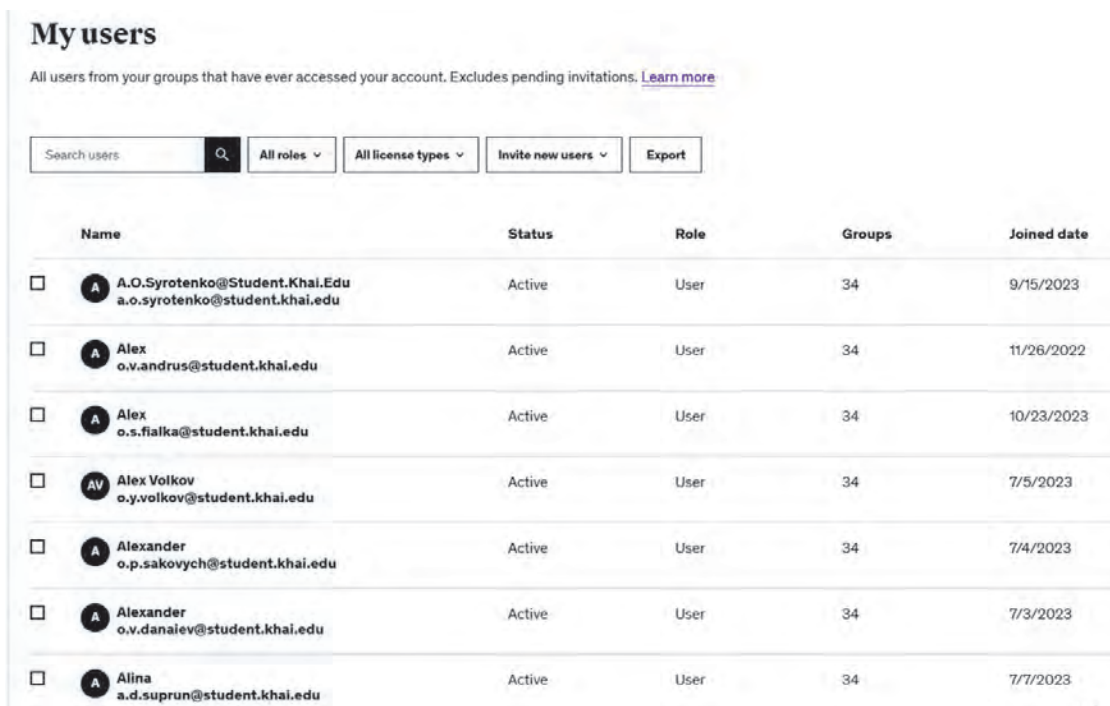 My users
All users from your groups that have ever accessed your account. Excludes pending invitations. Learn more
Search users All roles All license types Invite new users Export
Name Status Role Groups Joined date
A A.O.Syrotenko@Student.Khai.Edu Active User 34 9/15/2023
a.o.syrotenko@student.khai.edu
A Alex Active User 34 11/26/2022
o.v.andrus@student.khai.edu
A Alex Active User 34 10/23/2023
o.s.fialka@student.khai.edu
AV Alex Volkov Active User 34 7/5/2023
o.y.volkov@student.khai.edu
A Alexander Active User 34 7/4/2023
o.p.sakovych@student.khai.edu
A Alexander Active User 34 7/3/2023
o.v.danaiev@student.khai.edu
A Alina Active User 34 7/7/2023
a.d.suprun@student.khai.edu